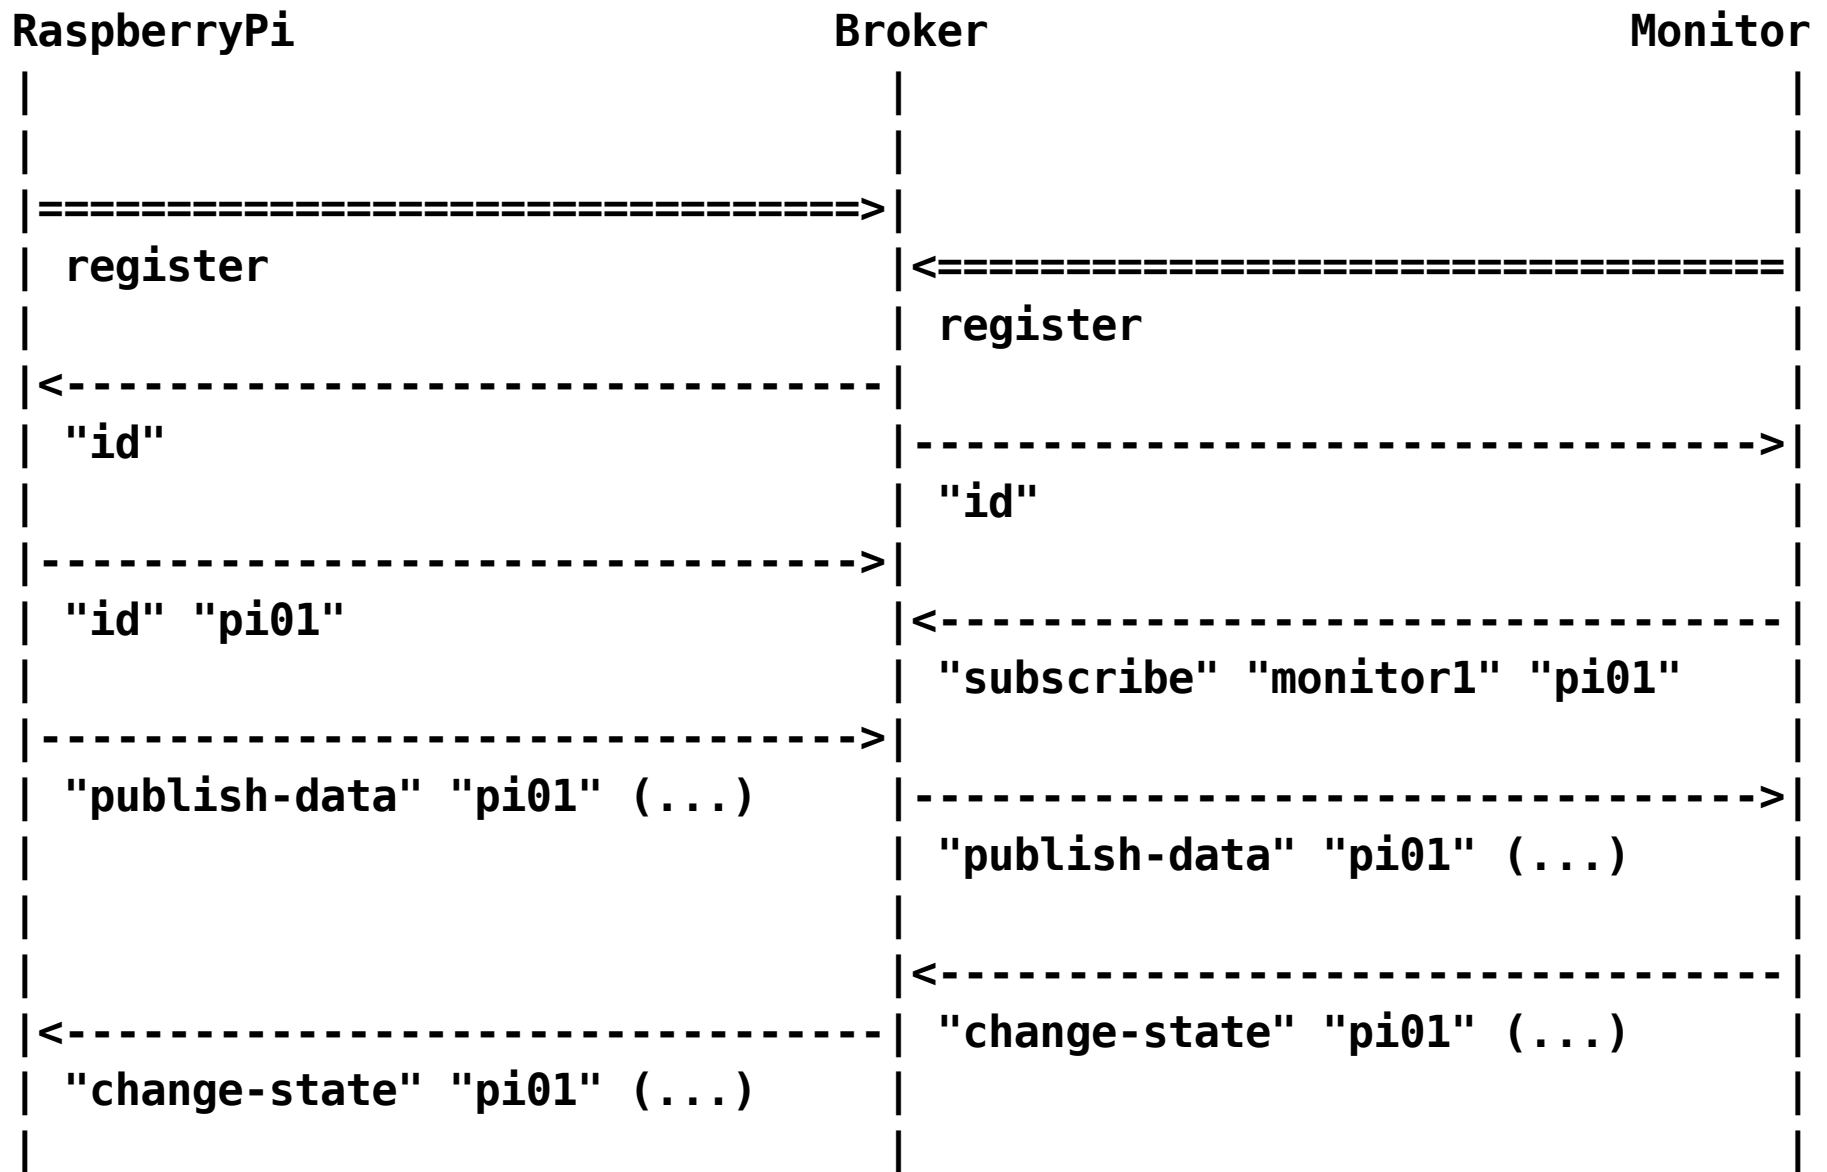 RaspberryPi                     Broker                         Monitor
|                                 |                                  |
|                                 |                                  |
|================================>|                                  |
| register                        |<=================================|
|                                 | register                         |
|<--------------------------------|                                  |
| "id"                            |--------------------------------->|
|                                 | "id"                             |
|-------------------------------->|                                  |
| "id" "pi01"                     |<---------------------------------|
|                                 | "subscribe" "monitor1" "pi01"    |
|-------------------------------->|                                  |
| "publish-data" "pi01" (...)     |--------------------------------->|
|                                 | "publish-data" "pi01" (...)      |
|                                 |                                  |
|                                 |<---------------------------------|
|<--------------------------------| "change-state" "pi01" (...)      |
| "change-state" "pi01" (...)     |                                  |
|                                 |                                  |